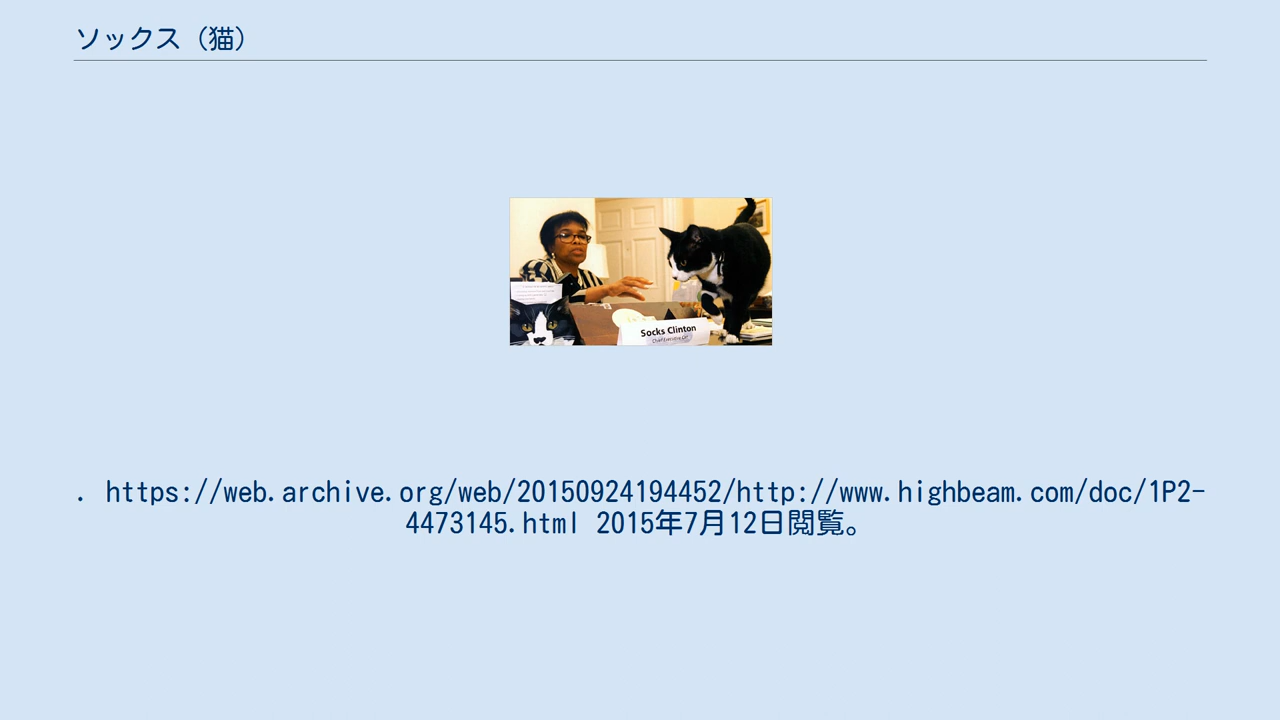 ソックス（猫）
Socks Clinton
. https://web.archive.org/web/20150924194452/http://www.highbeam.com/doc/1P2-
4473145.html 2015年7月12日閲覧。